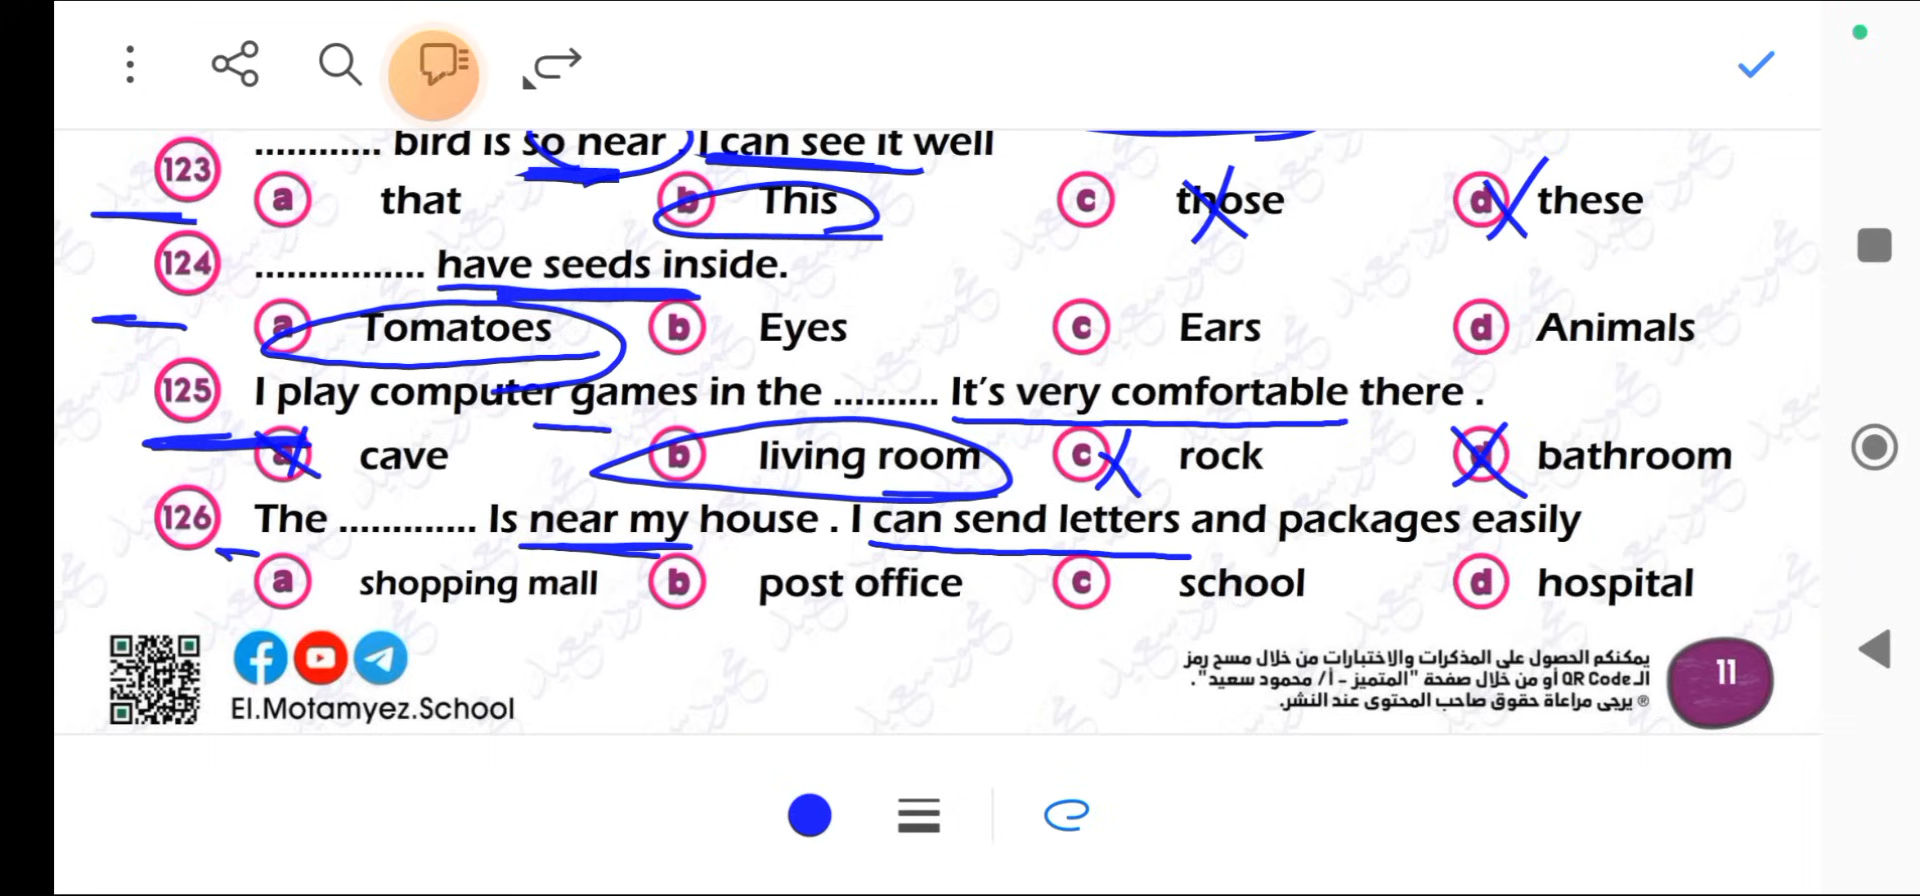 123 ............ bird is so near . I can see it well
a that b This c those d these
124 ................ have seeds inside.
a Tomatoes b Eyes c Ears d Animals
125 I play computer games in the .......... It's very comfortable there .
a cave b living room c rock d bathroom
126 The ............. Is near my house . I can send letters and packages easily
a shopping mall b post office c school d hospital
El.Motamyez.School
يمكنكم الحصول على المذكرات والاختبارات من خلال مسح رمز
الـ QR Code أو من خلال صفحة "المتميز - أ/ محمود سعيد".
® يرجى مراعاة حقوق صاحب المحتوى عند النشر.
11